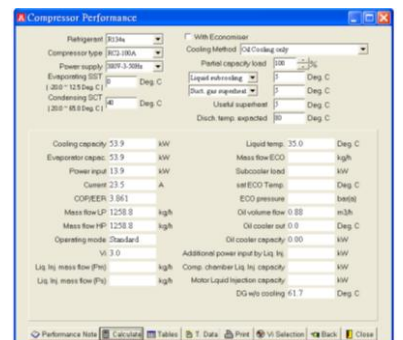 Compressor Performance
Refrigerant R134a
Compressor type RC2-100A
Power supply 380V-3-50Hz
Evaporating SST 0 Deg. C
[ -20.0 ~ 12.5 Deg. C ]
Condensing SCT 40 Deg. C
[ 20.0 ~ 65.0 Deg. C ]
With Economiser
Cooling Method Oil Cooling only
Partial capacity load 100 %
Liquid subcooling 5 Deg. C
Suct. gas superheat 5 Deg. C
Useful superheat 5 Deg. C
Disch. temp. expected 80 Deg. C
Cooling capacity 53.9 kW
Evaporator capac. 53.9 kW
Power input 13.9 kW
Current 23.5 A
COP/EER 3.861
Mass flow LP 1258.8 kg/h
Mass flow HP 1258.8 kg/h
Operating mode Standard
Vi 3.0
Liq. Inj. mass flow (Pm) kg/h
Liq. Inj. mass flow (Ps) kg/h
Liquid temp. 35.0 Deg. C
Mass flow ECO kg/h
Subcooler load kW
sat ECO Temp. Deg. C
ECO pressure bar(a)
Oil volume flow 0.88 m3/h
Oil cooler out 0.0 Deg. C
Oil cooler capacity 0.00 kW
Additional power input by Liq. Inj. kW
Comp. chamber Liq. Inj. capacity kW
Motor Liquid Injection capacity kW
DG w/o cooling 61.7 Deg. C
Performance Note Calculate Tables T. Data Print Vi Selection Back Close